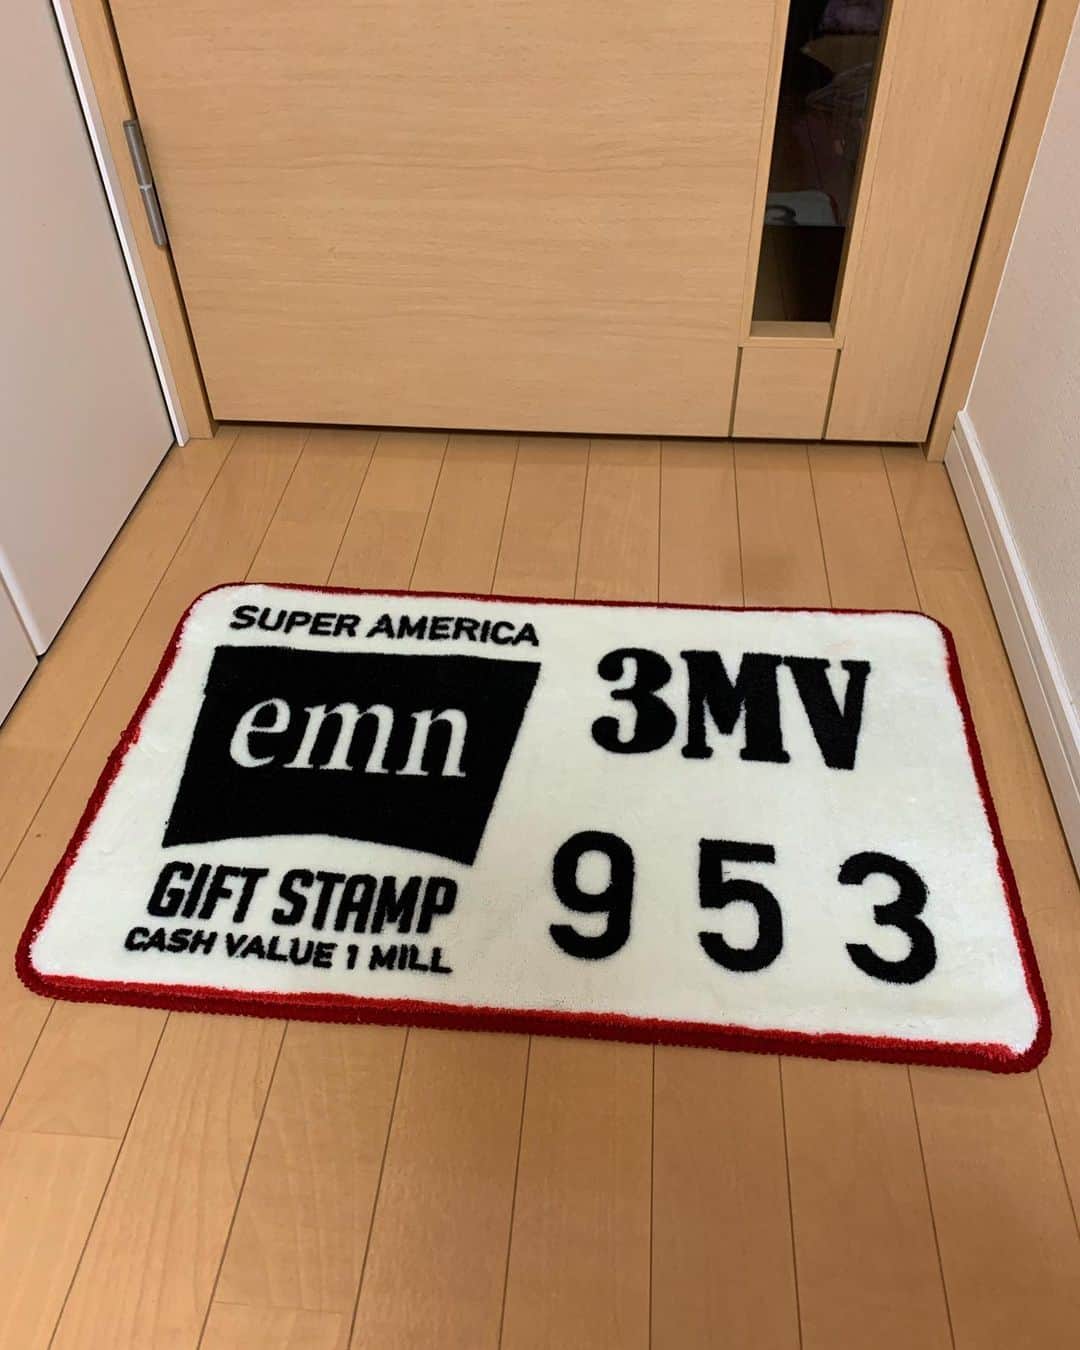 SUPER AMERICA
emn
GIFT STAMP
CASH VALUE 1 MILL
3MV
953